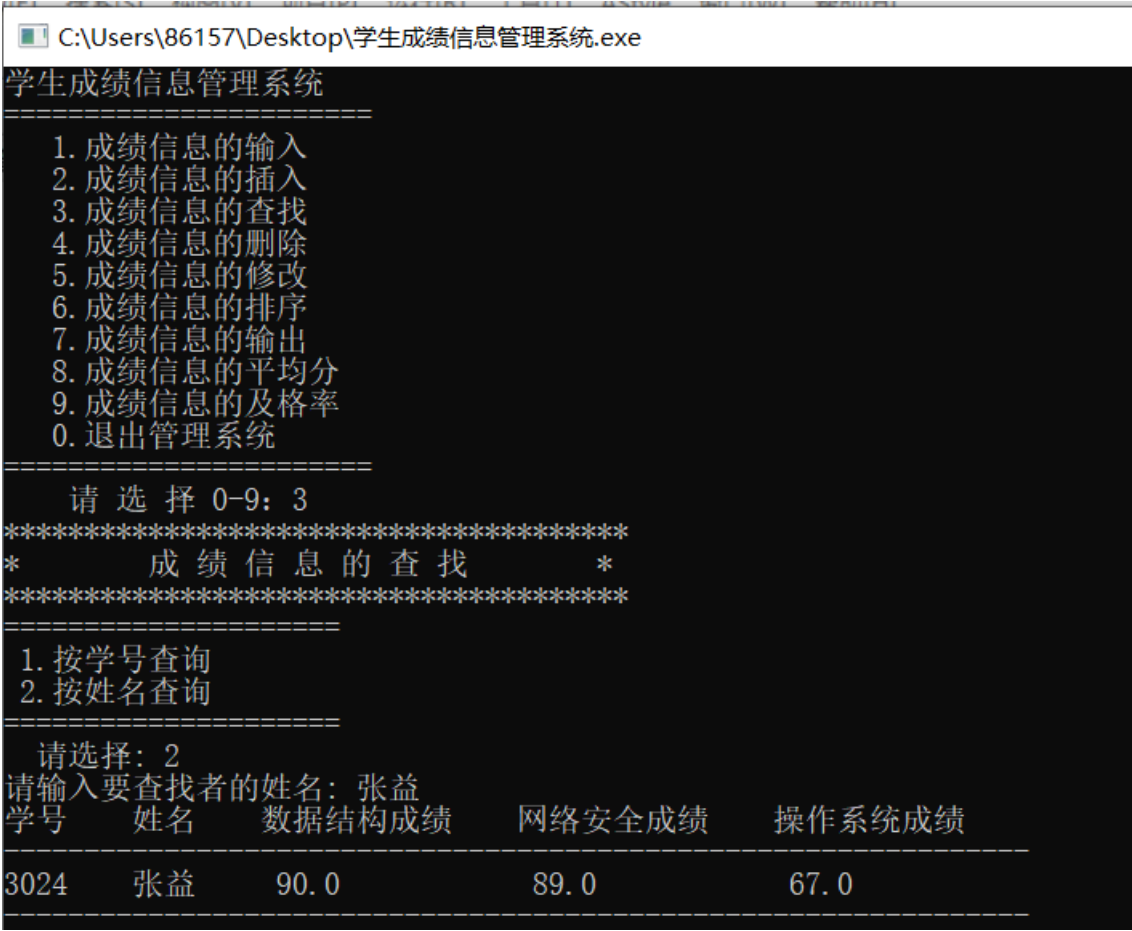 C:\Users\86157\Desktop\学生成绩信息管理系统.exe
学生成绩信息管理系统
=======================
1.成绩信息的输入
2.成绩信息的插入
3.成绩信息的查找
4.成绩信息的删除
5.成绩信息的修改
6.成绩信息的排序
7.成绩信息的输出
8.成绩信息的平均分
9.成绩信息的及格率
0.退出管理系统
=======================
请 选 择 0-9: 3
***************************************
* 成 绩 信 息 的 查 找 *
***************************************
=====================
1.按学号查询
2.按姓名查询
=====================
请选择: 2
请输入要查找者的姓名: 张益
学号 姓名 数据结构成绩 网络安全成绩 操作系统成绩
----------------------------------------------------------------
3024 张益 90.0 89.0 67.0
----------------------------------------------------------------